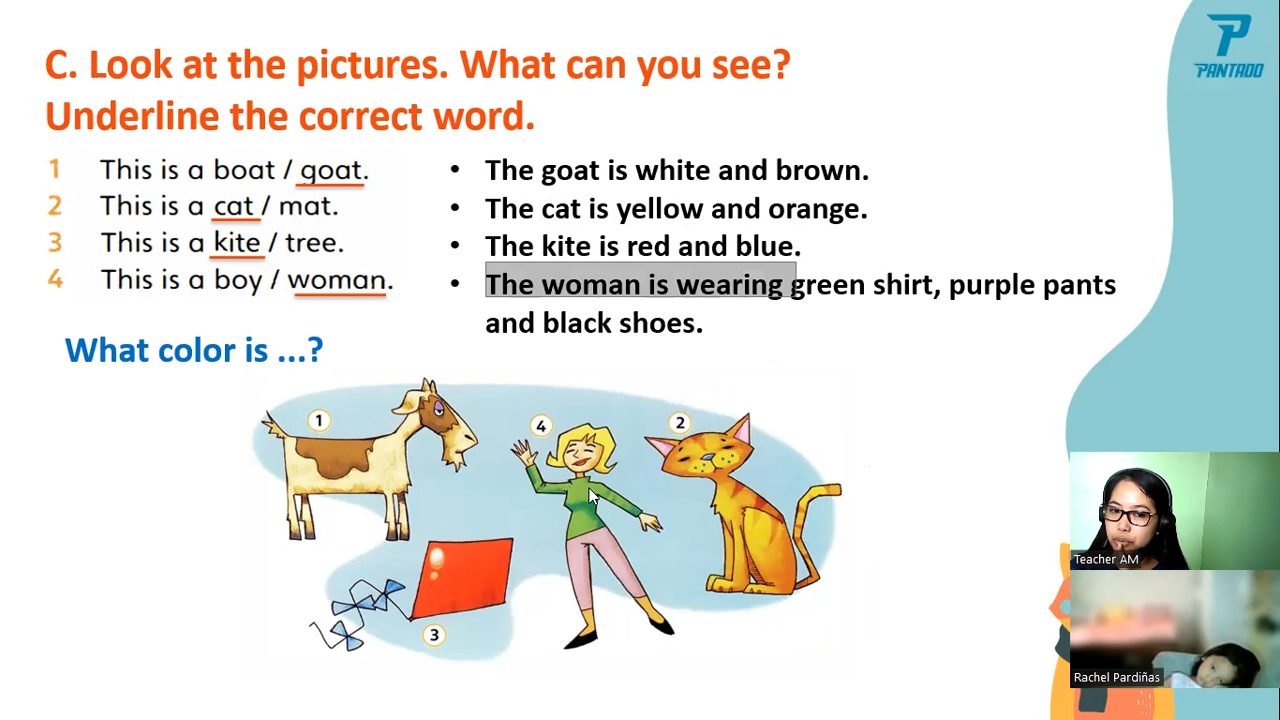 C. Look at the pictures. What can you see?
Underline the correct word.
PANTADO
1 This is a boat / goat.
2 This is a cat / mat.
3 This is a kite / tree.
4 This is a boy / woman.
• The goat is white and brown.
• The cat is yellow and orange.
• The kite is red and blue.
• The woman is wearing green shirt, purple pants
and black shoes.
What color is ...?
1
4
2
3
Teacher AM
Rachel Pardiñas